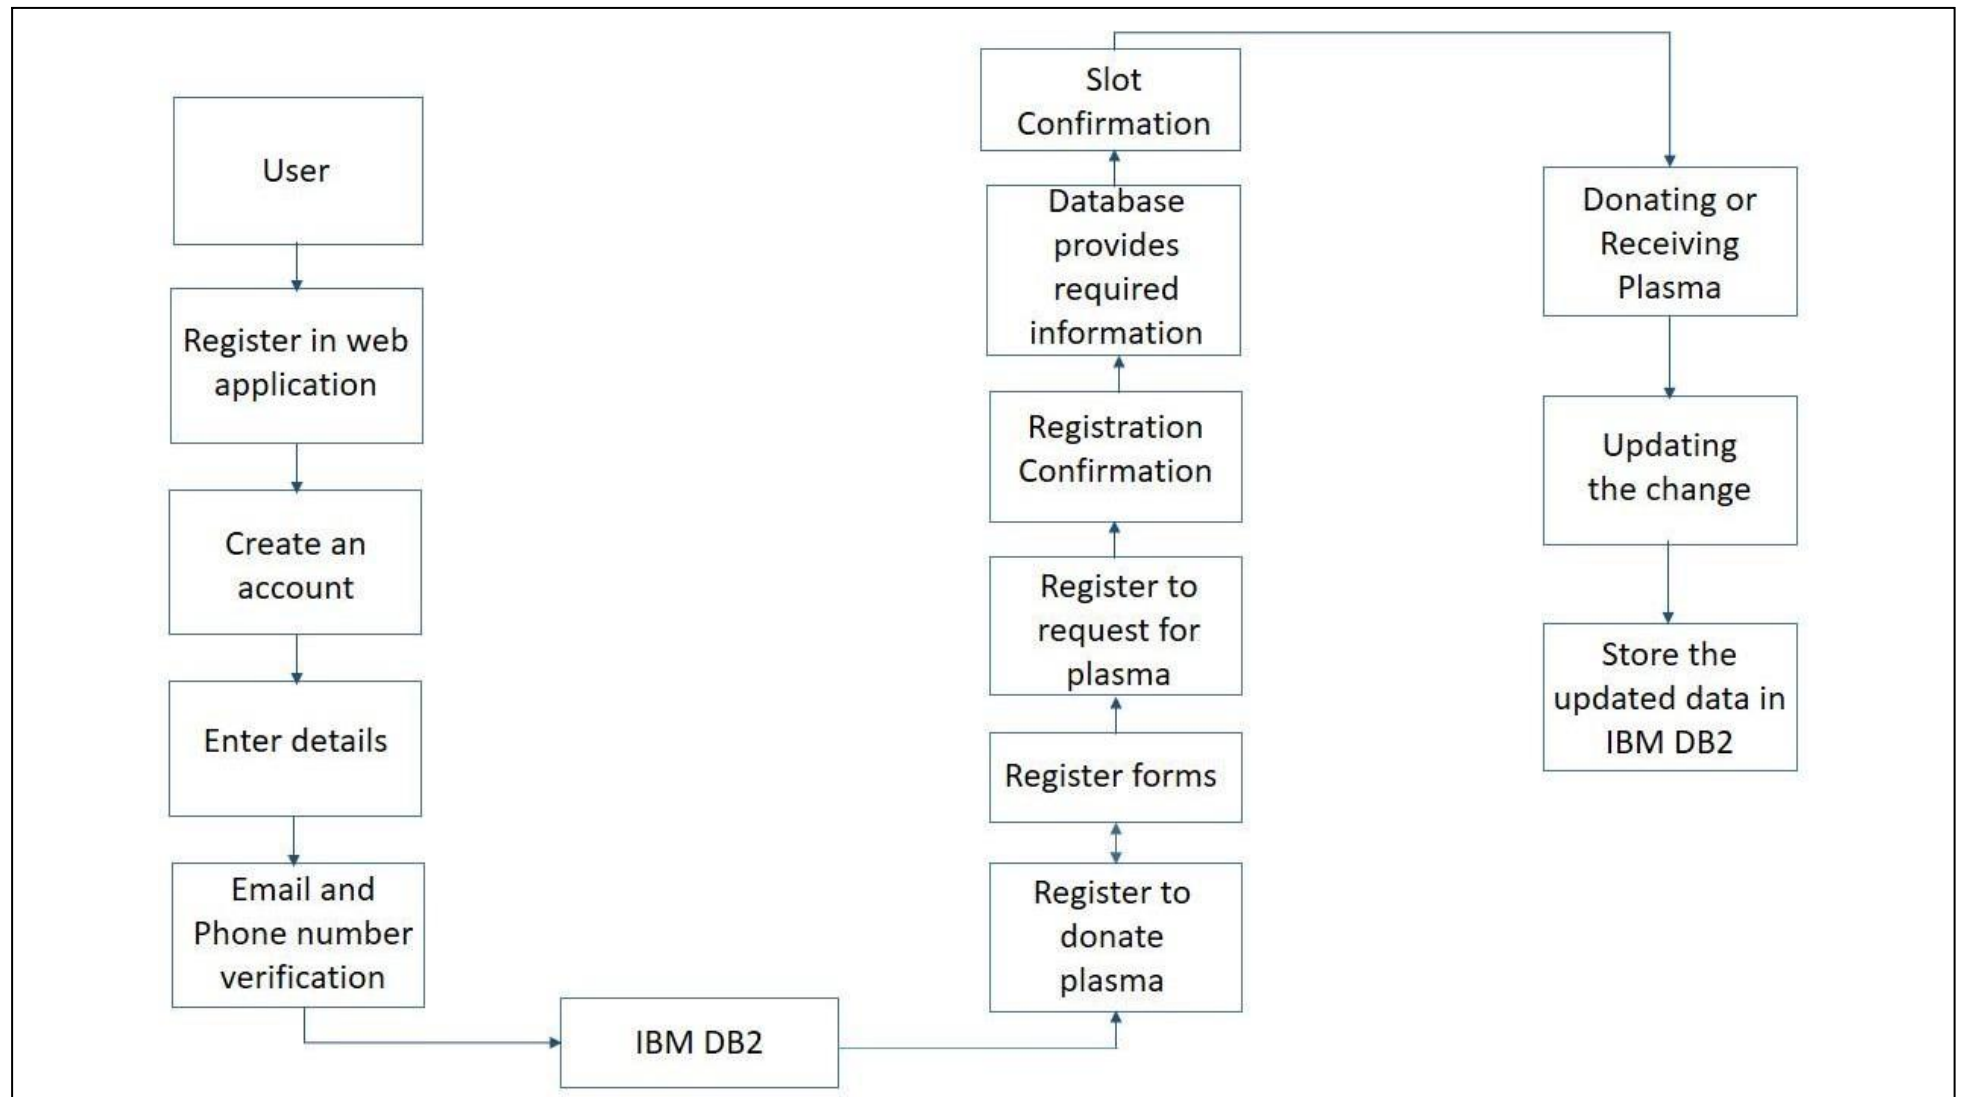 User
Register in web
application
Create an
account
Enter details
Email and
Phone number
verification
IBM DB2
Register to
donate
plasma
Register forms
Register to
request for
plasma
Registration
Confirmation
Database
provides
required
information
Slot
Confirmation
Donating or
Receiving
Plasma
Updating
the change
Store the
updated data in
IBM DB2